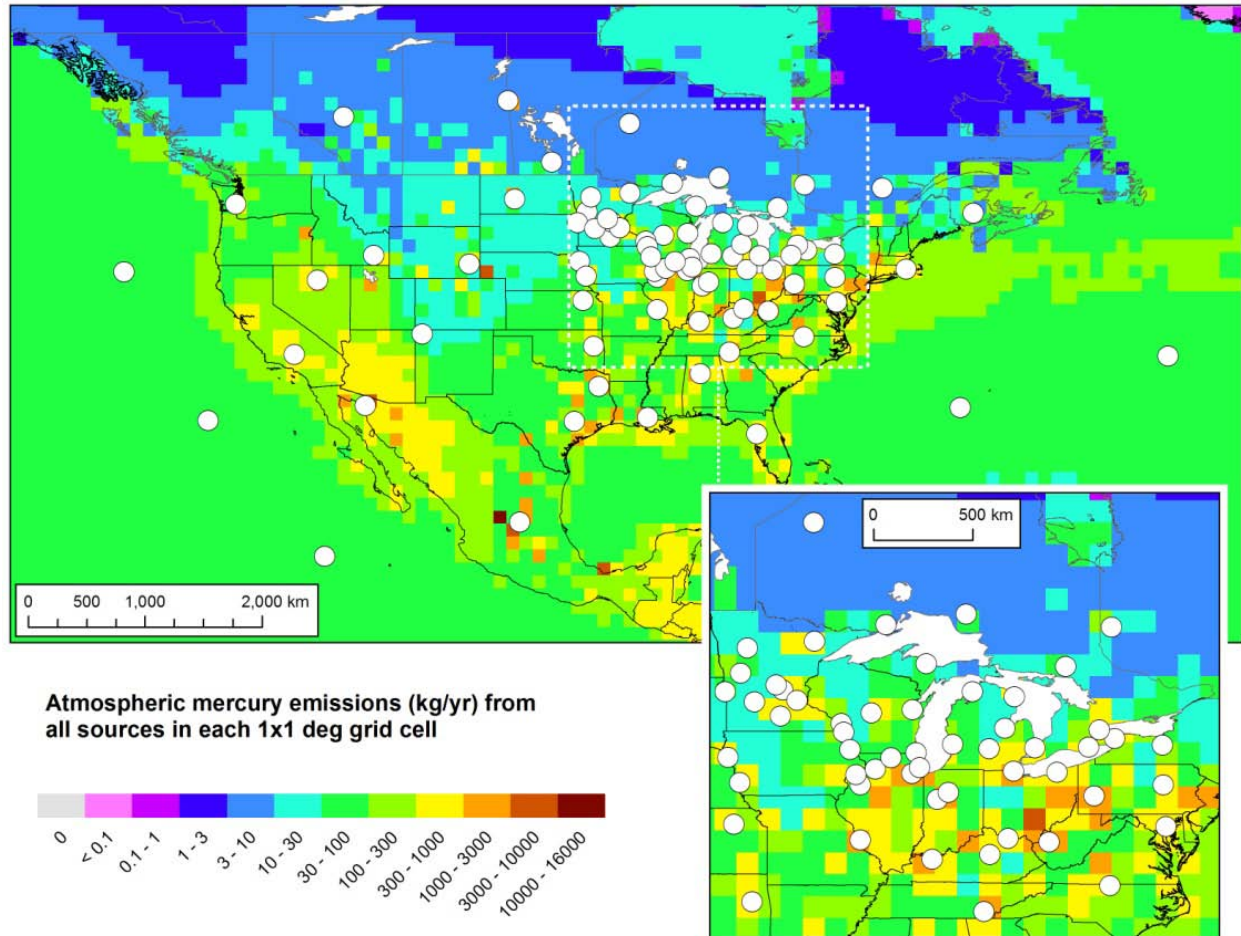 0 500 km
0 500 1,000 2,000 km
Atmospheric mercury emissions (kg/yr) from
all sources in each 1x1 deg grid cell
0
< 0.1
0.1 - 1
1 - 3
3 - 10
10 - 30
30 - 100
100 - 300
300 - 1000
1000 - 3000
3000 - 10000
10000 - 16000